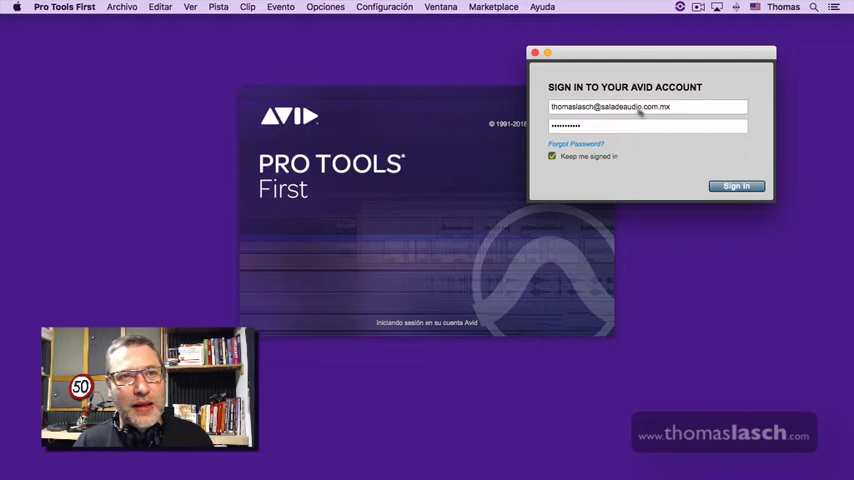 Pro Tools First Archivo Editar Ver Pista Clip Evento Opciones Configuración Ventana Marketplace Ayuda Thomas
SIGN IN TO YOUR AVID ACCOUNT
thomaslasch@saladeaudio.com.mx
•••••••••••
Forgot Password?
Keep me signed in
Sign In
AVID
© 1991-2018
PRO TOOLS®
First
Iniciando sesión en su cuenta Avid
50
www.thomaslasch.com